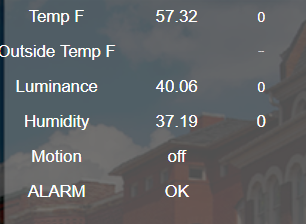 Temp F 57.32 0
Outside Temp F -
Luminance 40.06 0
Humidity 37.19 0
Motion off
ALARM OK